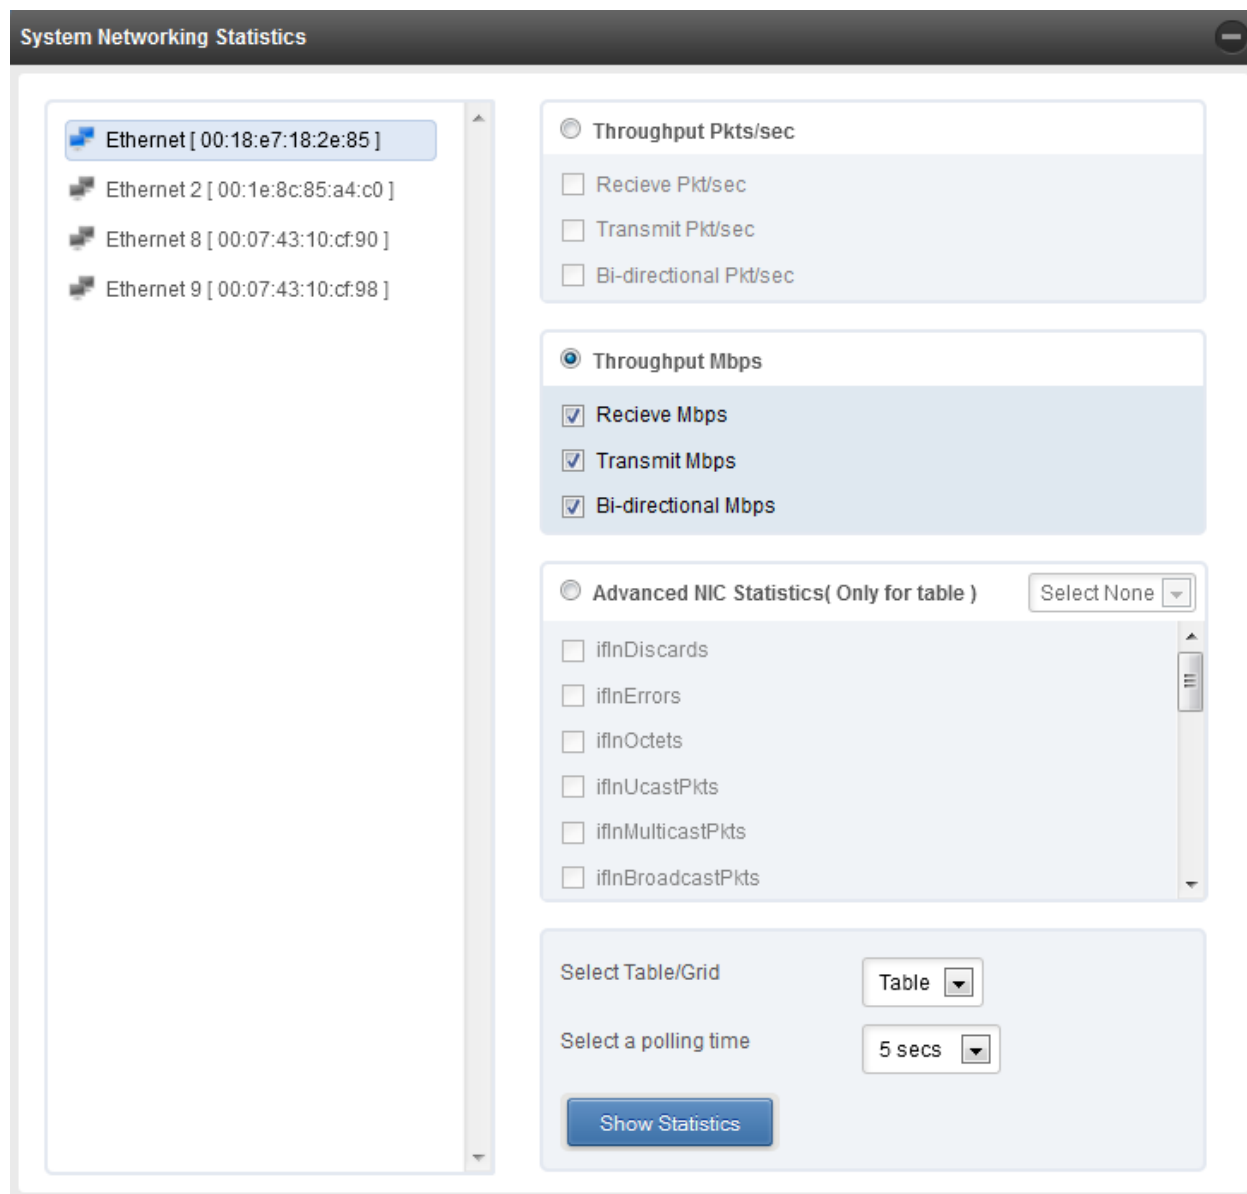 System Networking Statistics
Ethernet [ 00:18:e7:18:2e:85 ]
Ethernet 2 [ 00:1e:8c:85:a4:c0 ]
Ethernet 8 [ 00:07:43:10:cf:90 ]
Ethernet 9 [ 00:07:43:10:cf:98 ]
Throughput Pkts/sec
Recieve Pkt/sec
Transmit Pkt/sec
Bi-directional Pkt/sec
Throughput Mbps
Recieve Mbps
Transmit Mbps
Bi-directional Mbps
Advanced NIC Statistics( Only for table )
Select None
ifInDiscards
ifInErrors
ifInOctets
ifInUcastPkts
ifInMulticastPkts
ifInBroadcastPkts
Select Table/Grid
Table
Select a polling time
5 secs
Show Statistics